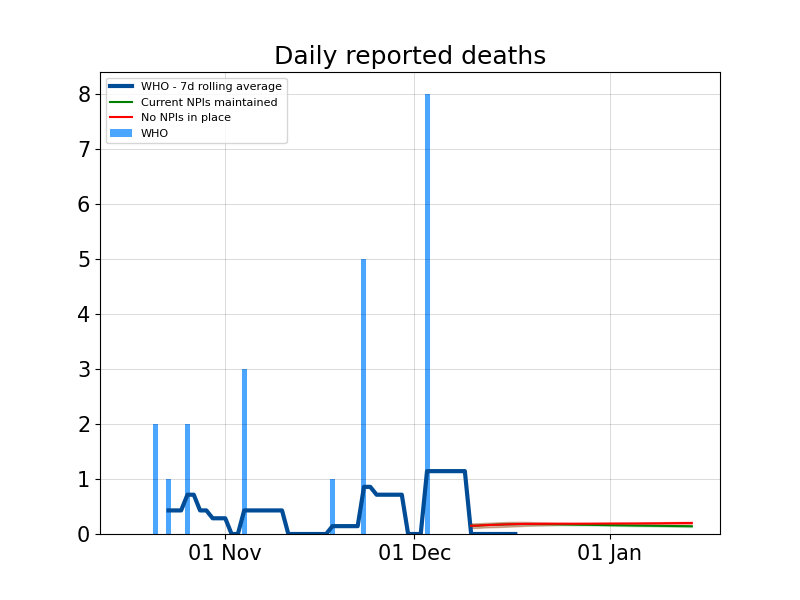 Daily reported deaths
WHO - 7d rolling average
Current NPIs maintained
No NPIs in place
WHO
8
7
6
5
4
3
2
1
0
01 Nov
01 Dec
01 Jan